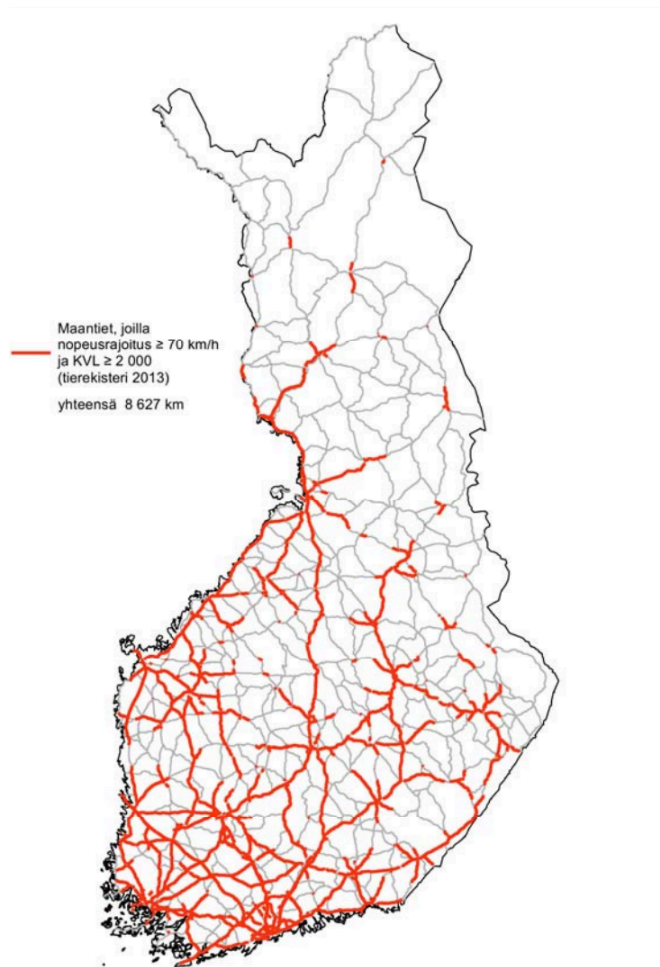 Maantiet, joilla
nopeusrajoitus ≥ 70 km/h
ja KVL ≥ 2 000
(tierekisteri 2013)
yhteensä 8 627 km